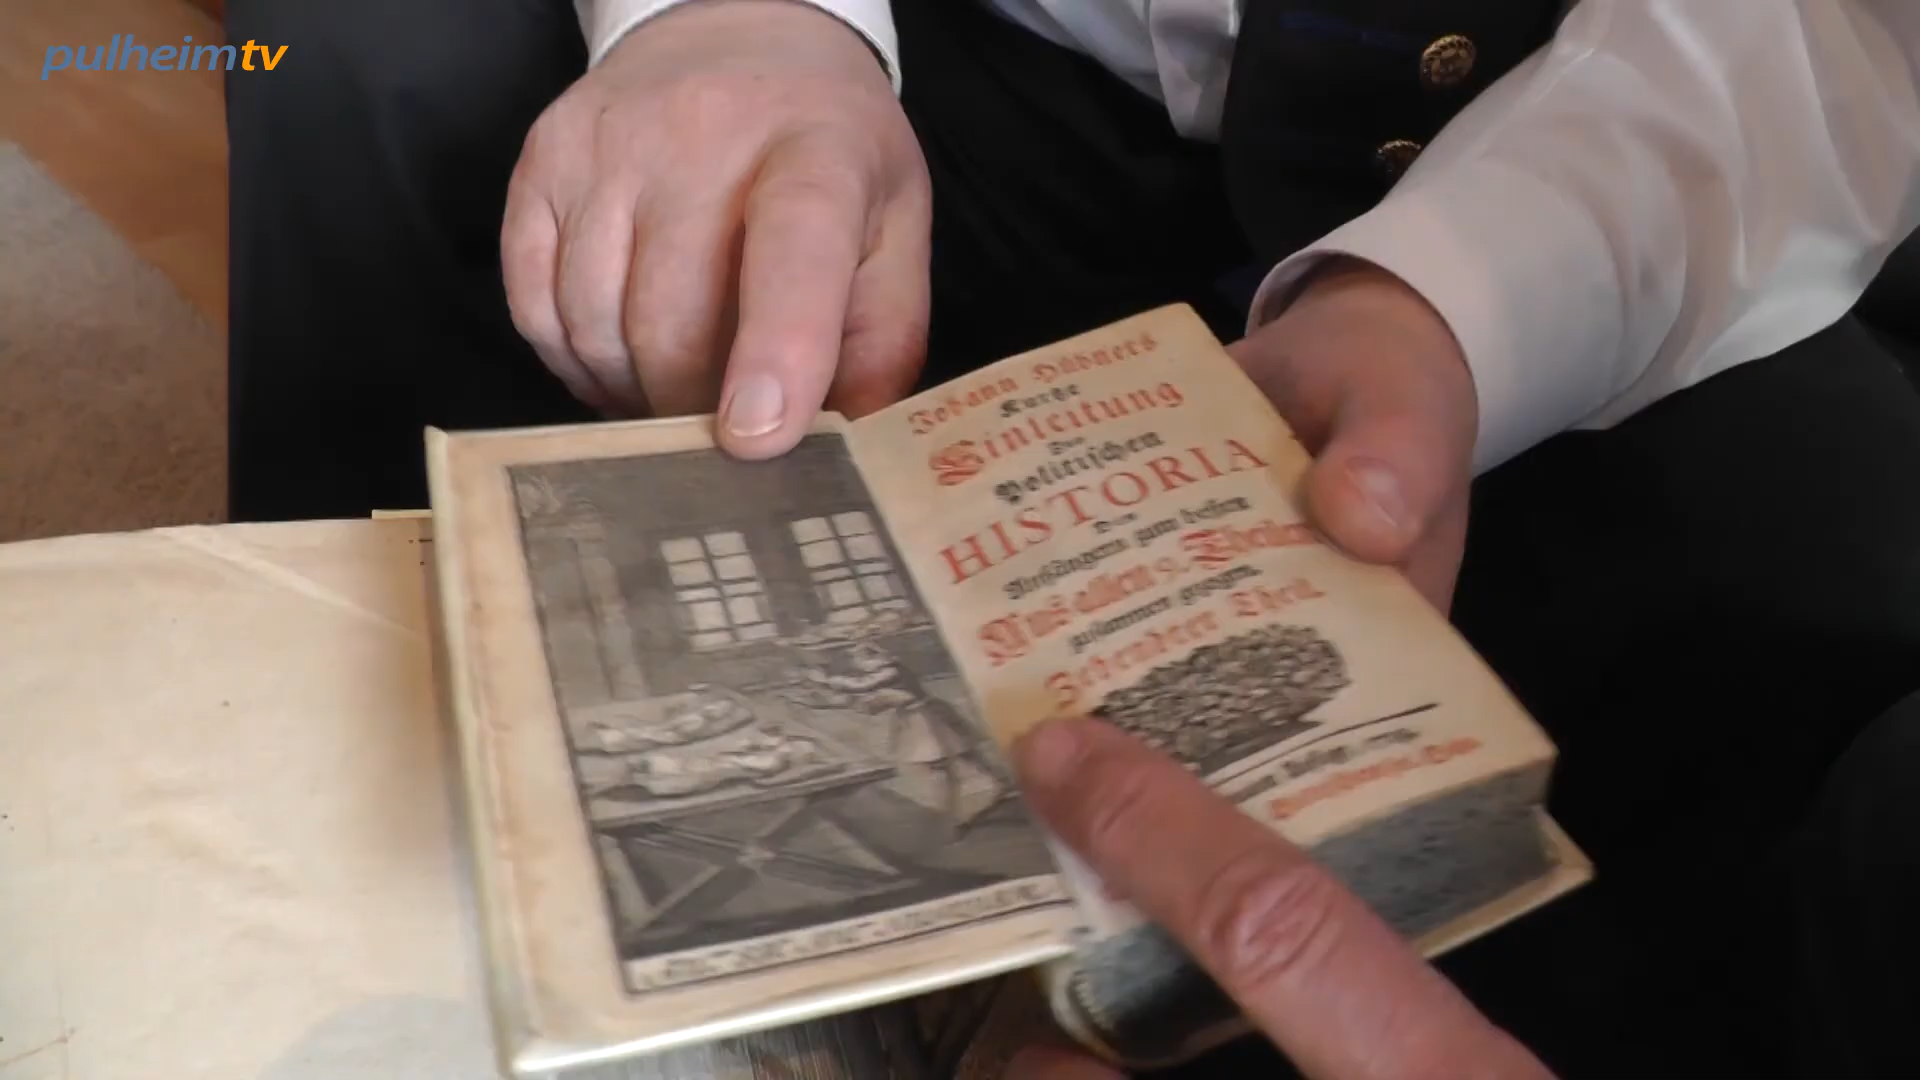 pulheimtv
Johann Hübners
Kurtze
Einleitung
Zur
Politischen
HISTORIA
Den
Anfängern zum besten
Aus allen 9. Theilen
zusammen gezogen.
Zehendter Theil.